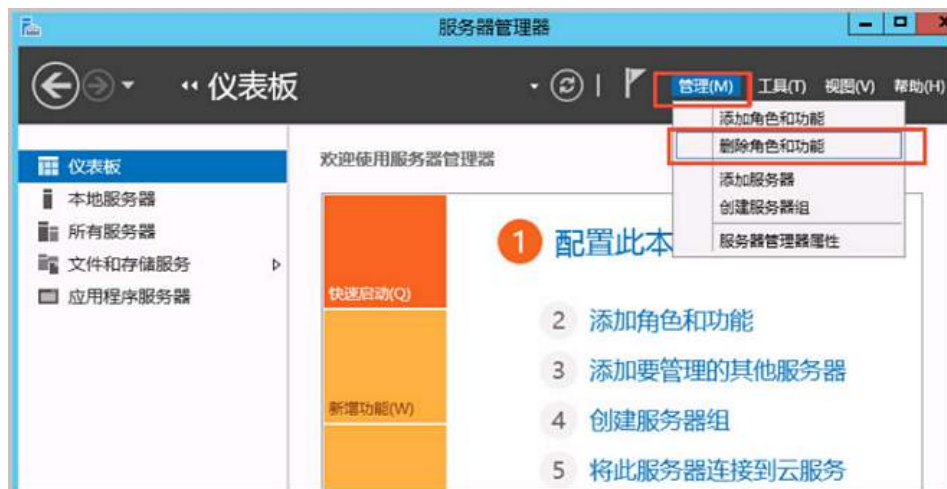 服务器管理器
仪表板
管理(M) 工具(T) 视图(V) 帮助(H)
添加角色和功能
删除角色和功能
添加服务器
创建服务器组
服务器管理器属性
仪表板
本地服务器
所有服务器
文件和存储服务
应用程序服务器
欢迎使用服务器管理器
快速启动(Q)
新增功能(W)
1 配置此本
2 添加角色和功能
3 添加要管理的其他服务器
4 创建服务器组
5 将此服务器连接到云服务